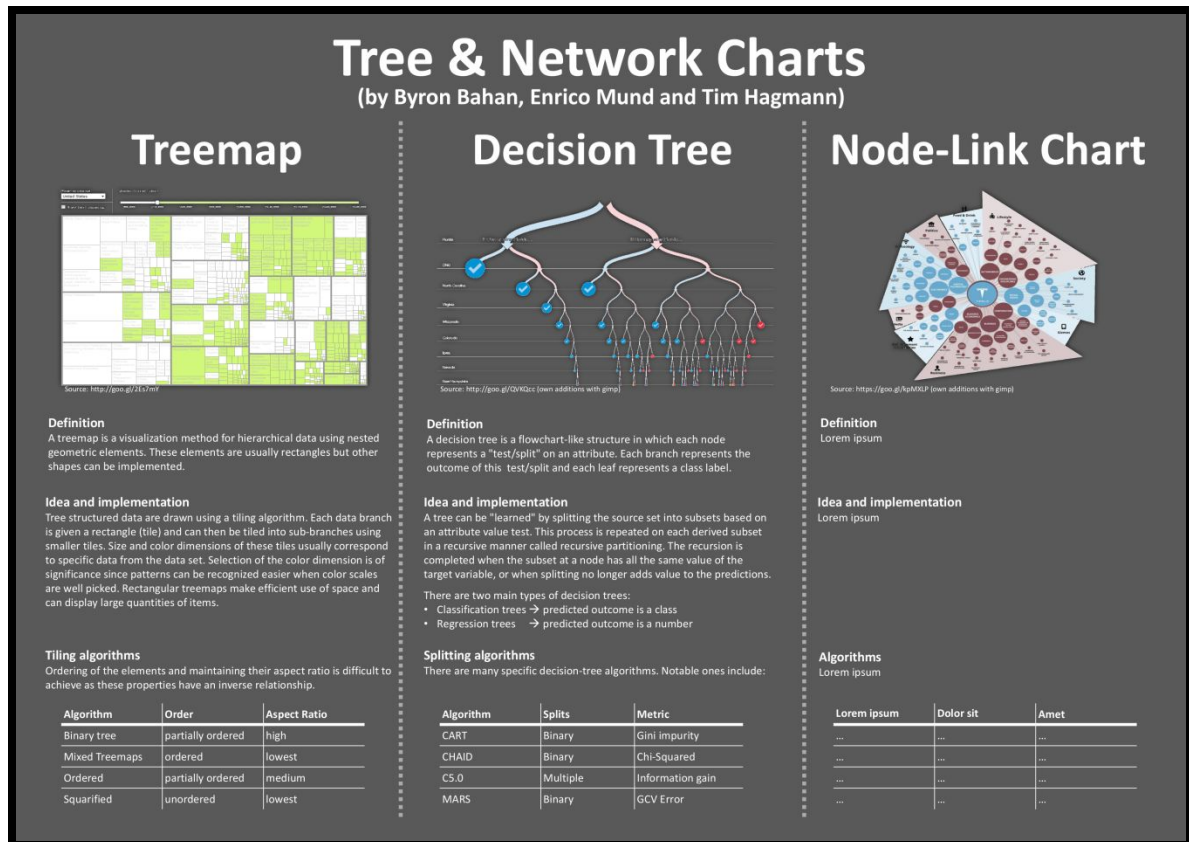 Tree & Network Charts
(by Byron Bahan, Enrico Mund and Tim Hagmann)
Treemap
Source: http://goo.gl/2Es7mY
Definition
A treemap is a visualization method for hierarchical data using nested
geometric elements. These elements are usually rectangles but other
shapes can be implemented.
Idea and implementation
Tree structured data are drawn using a tiling algorithm. Each data branch
is given a rectangle (tile) and can then be tiled into sub-branches using
smaller tiles. Size and color dimensions of these tiles usually correspond
to specific data from the data set. Selection of the color dimension is of
significance since patterns can be recognized easier when color scales
are well picked. Rectangular treemaps make efficient use of space and
can display large quantities of items.
Tiling algorithms
Ordering of the elements and maintaining their aspect ratio is difficult to
achieve as these properties have an inverse relationship.
Algorithm Order Aspect Ratio
Binary tree partially ordered high
Mixed Treemaps ordered lowest
Ordered partially ordered medium
Squarified unordered lowest
Decision Tree
Florida
Ohio
North Carolina
Virginia
Wisconsin
Colorado
Iowa
Nevada
New Hampshire
Source: http://goo.gl/QVXQcc (own additions with gimp)
Definition
A decision tree is a flowchart-like structure in which each node
represents a "test/split" on an attribute. Each branch represents the
outcome of this test/split and each leaf represents a class label.
Idea and implementation
A tree can be "learned" by splitting the source set into subsets based on
an attribute value test. This process is repeated on each derived subset
in a recursive manner called recursive partitioning. The recursion is
completed when the subset at a node has all the same value of the
target variable, or when splitting no longer adds value to the predictions.
There are two main types of decision trees:
• Classification trees → predicted outcome is a class
• Regression trees → predicted outcome is a number
Splitting algorithms
There are many specific decision-tree algorithms. Notable ones include:
Algorithm Splits Metric
CART Binary Gini impurity
CHAID Binary Chi-Squared
C5.0 Multiple Information gain
MARS Binary GCV Error
Node-Link Chart
Food & Drink
Lifestyle
Source: https://goo.gl/kpMXLP (own additions with gimp)
Definition
Lorem ipsum
Idea and implementation
Lorem ipsum
Algorithms
Lorem ipsum
Lorem ipsum Dolor sit Amet
... ... ...
... ... ...
... ... ...
... ... ...